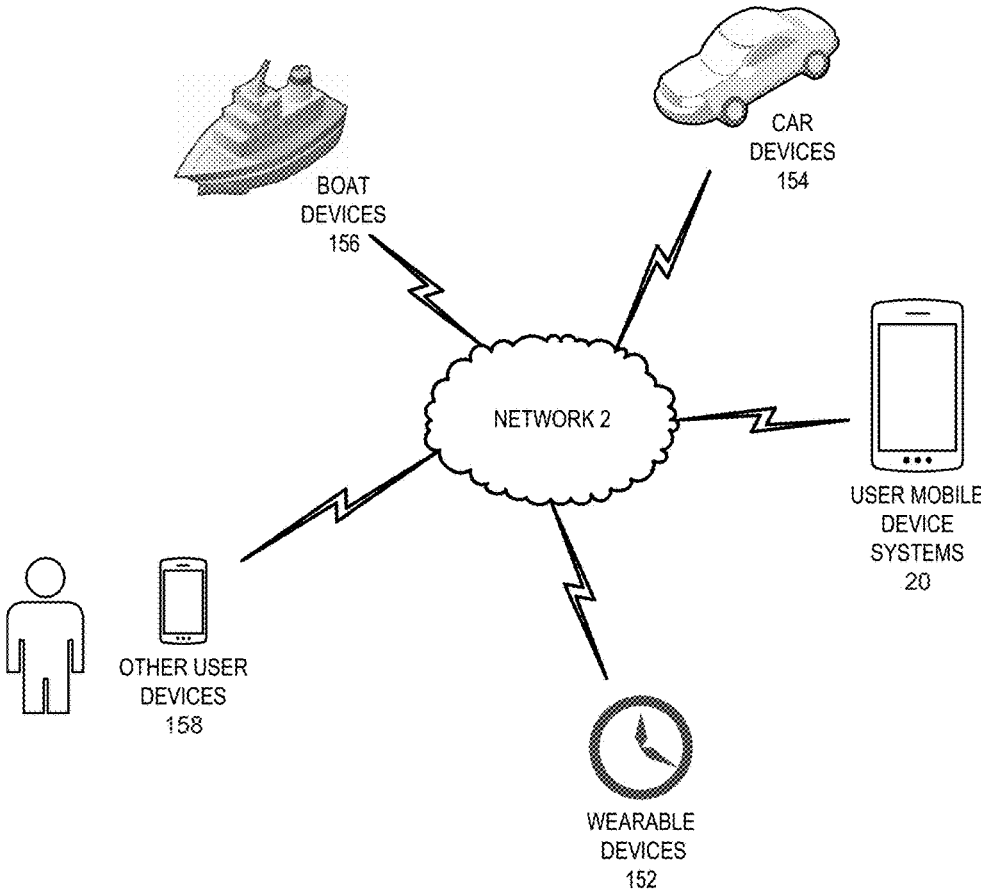 CAR
DEVICES
154
BOAT
DEVICES
156
NETWORK 2
USER MOBILE
DEVICE
SYSTEMS
20
OTHER USER
DEVICES
158
WEARABLE
DEVICES
152